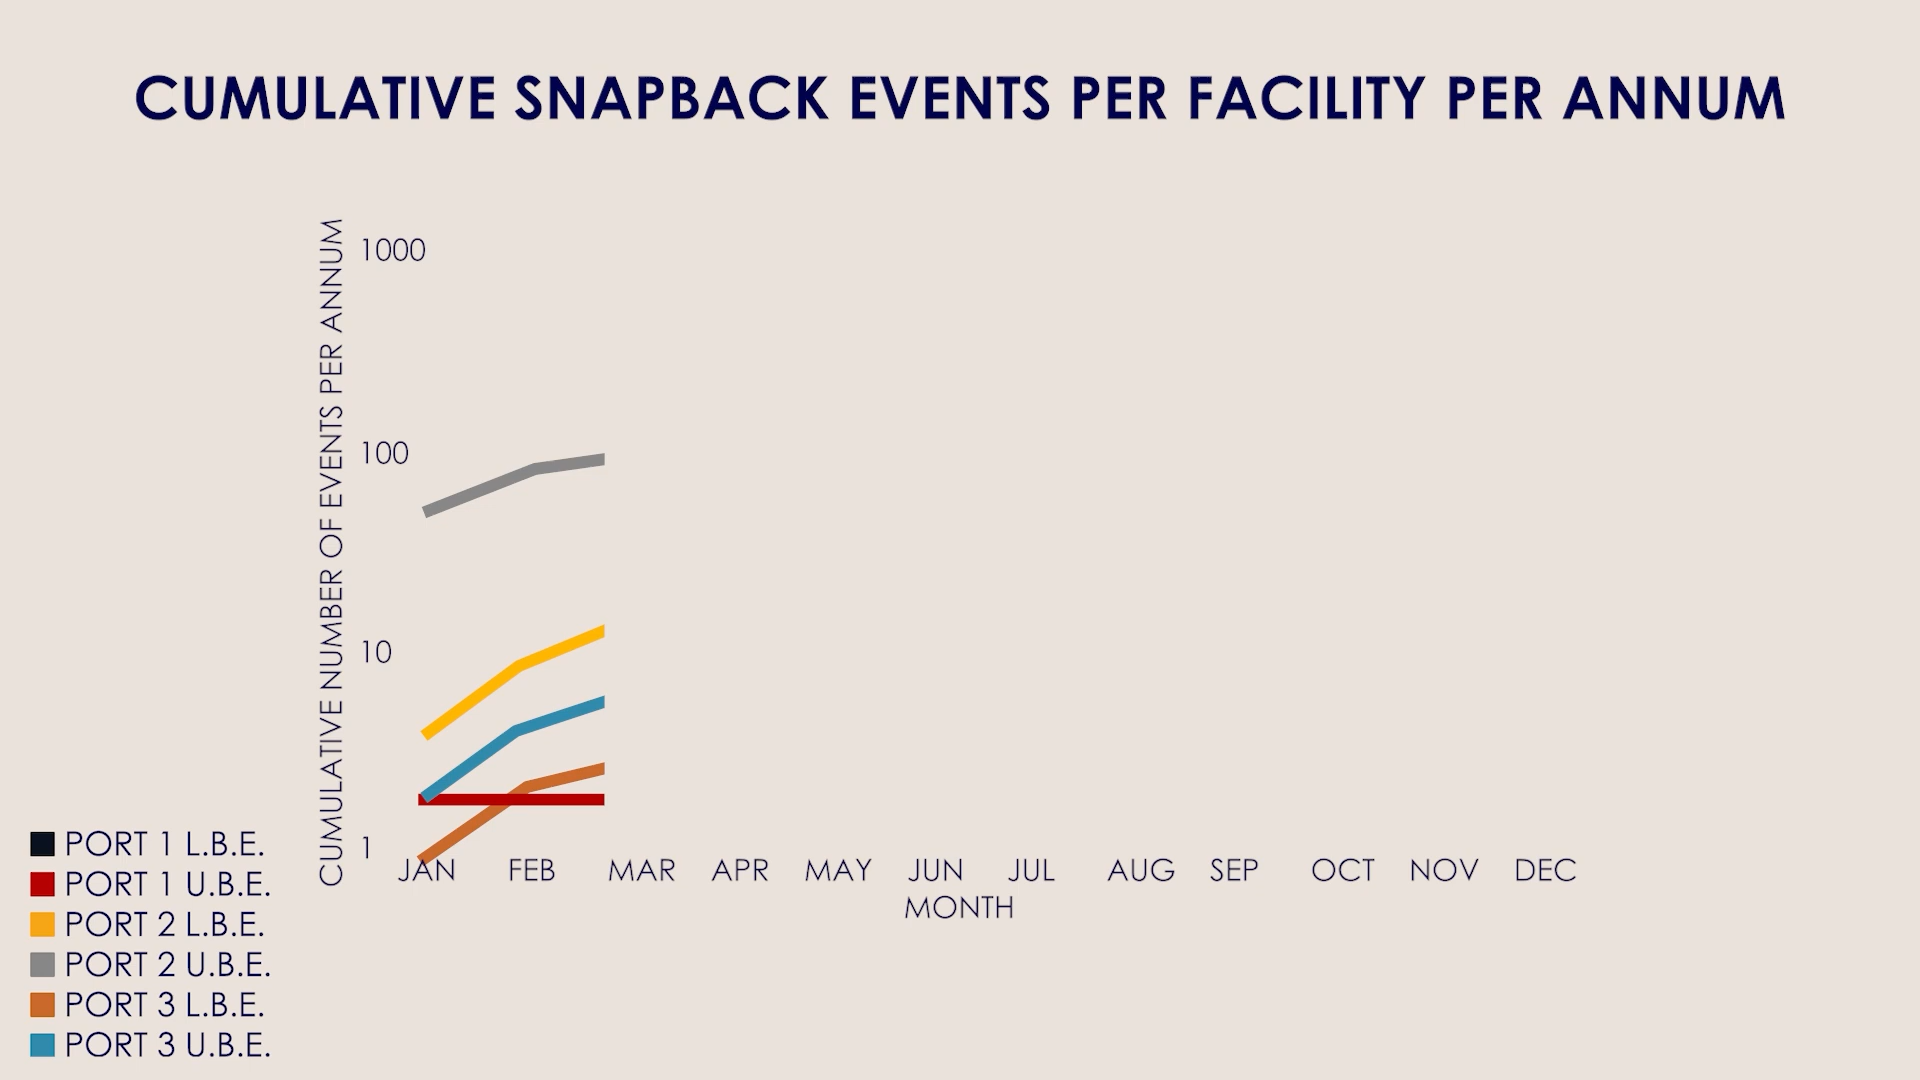 CUMULATIVE SNAPBACK EVENTS PER FACILITY PER ANNUM
CUMULATIVE NUMBER OF EVENTS PER ANNUM
1000
100
10
1
JAN FEB MAR APR MAY JUN JUL AUG SEP OCT NOV DEC
MONTH
PORT 1 L.B.E.
PORT 1 U.B.E.
PORT 2 L.B.E.
PORT 2 U.B.E.
PORT 3 L.B.E.
PORT 3 U.B.E.